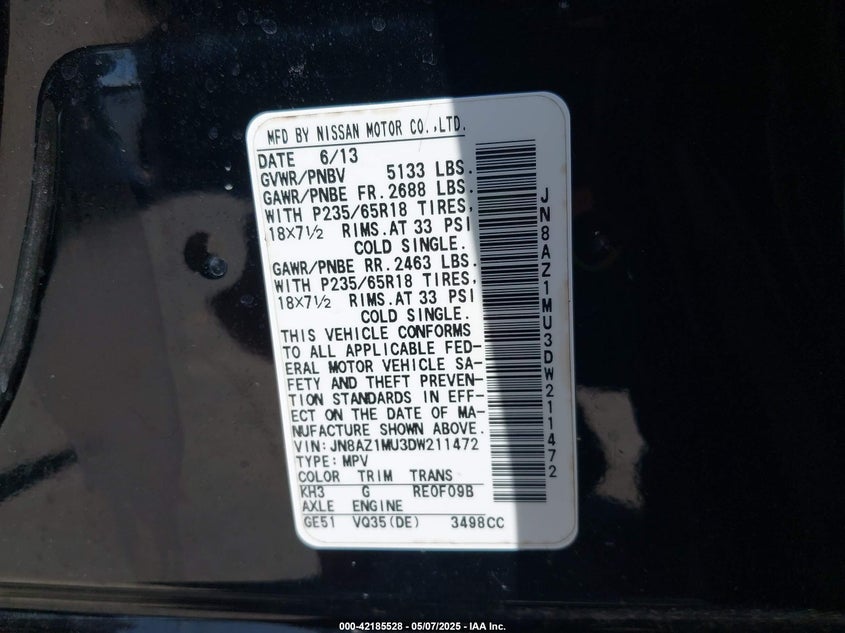 MFD BY NISSAN MOTOR CO.,LTD.
DATE 6/13
GVWR/PNBV 5133 LBS.
GAWR/PNBE FR. 2688 LBS.
WITH P235/65R18 TIRES,
18X7½ RIMS.AT 33 PSI
COLD SINGLE.
GAWR/PNBE RR. 2463 LBS.
WITH P235/65R18 TIRES,
18X7½ RIMS.AT 33 PSI
COLD SINGLE.
THIS VEHICLE CONFORMS
TO ALL APPLICABLE FED-
ERAL MOTOR VEHICLE SA-
FETY AND THEFT PREVEN-
TION STANDARDS IN EFF-
ECT ON THE DATE OF MA-
NUFACTURE SHOWN ABOVE.
VIN:JN8AZ1MU3DW211472
TYPE:MPV
COLOR TRIM TRANS
KH3 G RE0F09B
AXLE ENGINE
GE51 VQ35(DE) 3498CC
JN8AZ1MU3DW211472
000-42185528 - 05/07/2025 - IAA Inc.